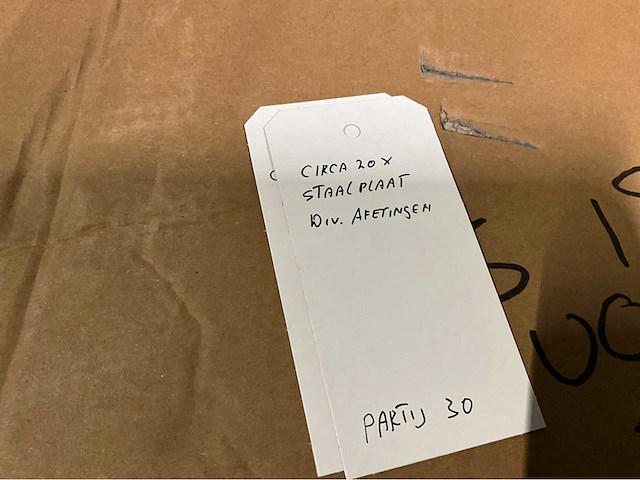 CIRCA 20 X
STAALPLAAT
DIV. AFETINGEN
PARTIJ 30